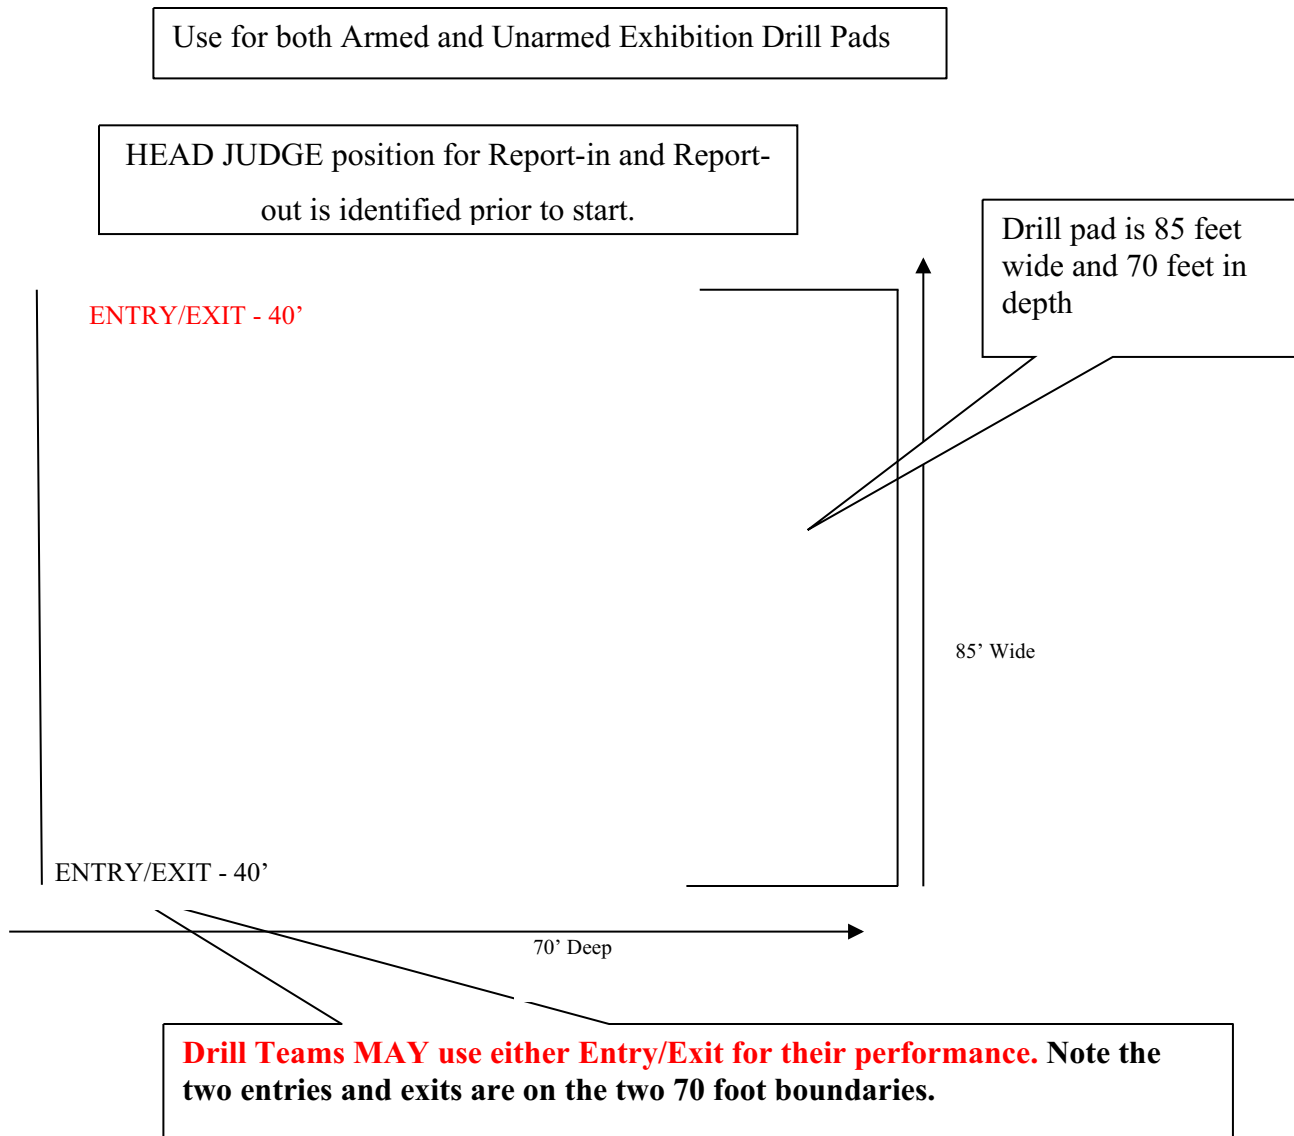 Use for both Armed and Unarmed Exhibition Drill Pads
HEAD JUDGE position for Report-in and Report-
out is identified prior to start.
Drill pad is 85 feet
wide and 70 feet in
depth
ENTRY/EXIT - 40’
85’ Wide
ENTRY/EXIT - 40’
70’ Deep
Drill Teams MAY use either Entry/Exit for their performance. Note the
two entries and exits are on the two 70 foot boundaries.